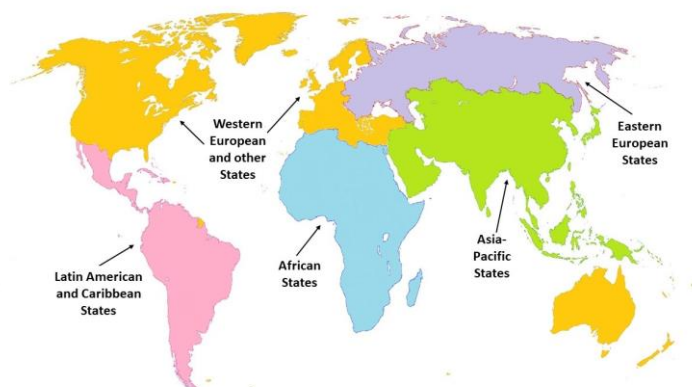 Western
European
and other
States
Eastern
European
States
Latin American
and Caribbean
States
African
States
Asia-
Pacific
States